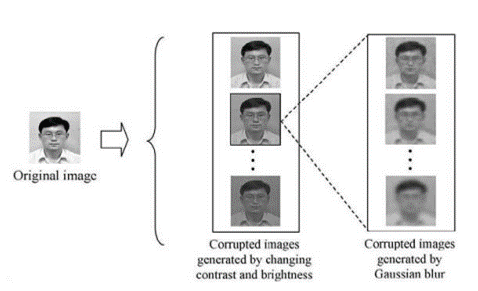 Original image
Corrupted images
generated by changing
contrast and brightness
Corrupted images
generated by
Gaussian blur